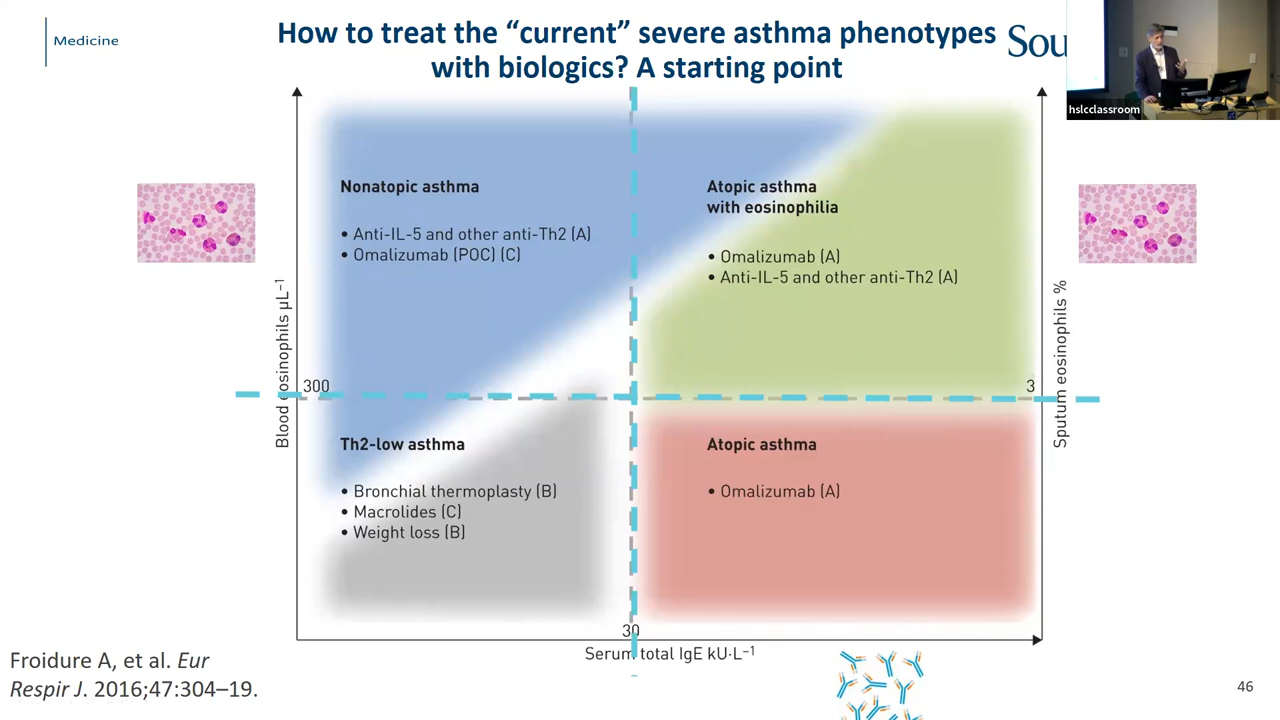 Medicine
How to treat the “current” severe asthma phenotypes
with biologics? A starting point
Sou
hslcclassroom
Nonatopic asthma
• Anti-IL-5 and other anti-Th2 (A)
• Omalizumab (POC) (C)
Atopic asthma
with eosinophilia
• Omalizumab (A)
• Anti-IL-5 and other anti-Th2 (A)
Blood eosinophils µL⁻¹
300
3
Sputum eosinophils %
Th2-low asthma
• Bronchial thermoplasty (B)
• Macrolides (C)
• Weight loss (B)
Atopic asthma
• Omalizumab (A)
30
Serum total IgE kU·L⁻¹
Froidure A, et al. Eur
Respir J. 2016;47:304–19.
46